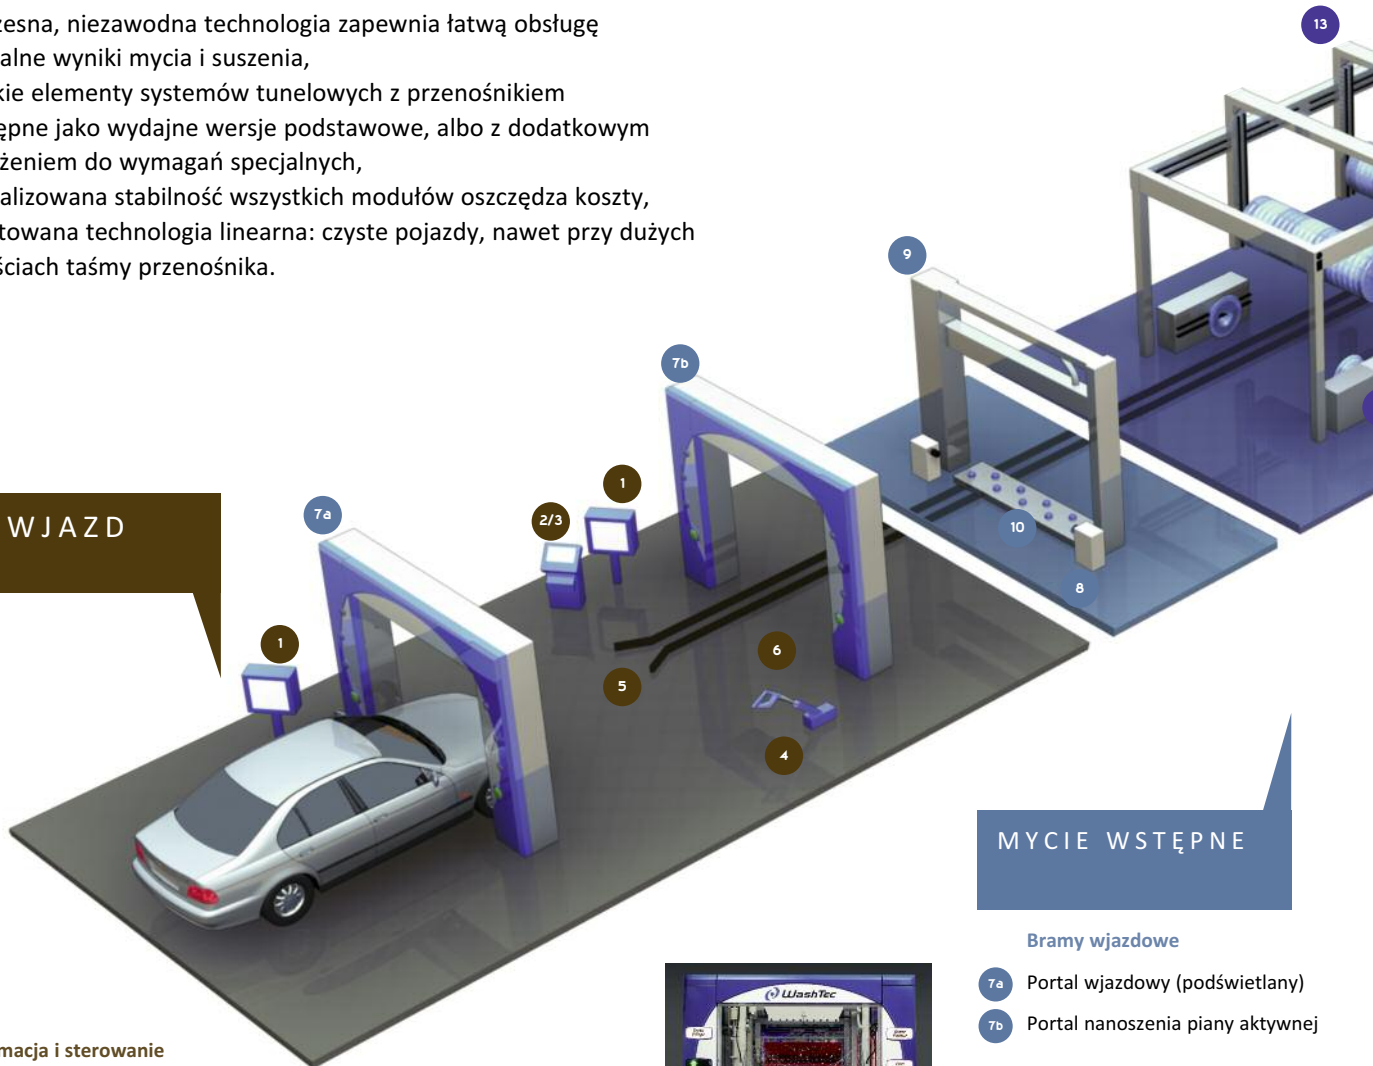 zesna, niezawodna technologia zapewnia łatwą obsługę
alne wyniki mycia i suszenia,
kie elementy systemów tunelowych z przenośnikiem
ępne jako wydajne wersje podstawowe, albo z dodatkowym
żeniem do wymagań specjalnych,
alizowana stabilność wszystkich modułów oszczędza koszty,
towana technologia linearna: czyste pojazdy, nawet przy dużych
ściach taśmy przenośnika.
13
9
7b
1
2/3
7a
WJAZD
10
8
1
6
5
4
MYCIE WSTĘPNE
Bramy wjazdowe
7a Portal wjazdowy (podświetlany)
7b Portal nanoszenia piany aktywnej
WashTec
macja i sterowanie